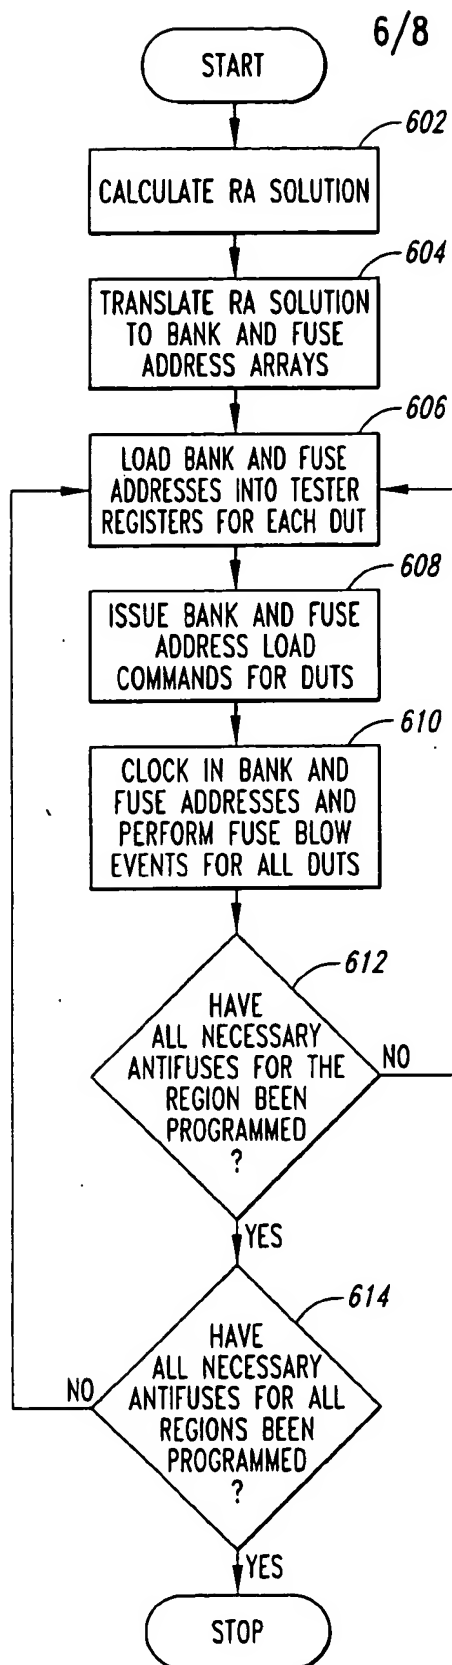 6/8
START
602
CALCULATE RA SOLUTION
604
TRANSLATE RA SOLUTION
TO BANK AND FUSE
ADDRESS ARRAYS
606
LOAD BANK AND FUSE
ADDRESSES INTO TESTER
REGISTERS FOR EACH DUT
608
ISSUE BANK AND FUSE
ADDRESS LOAD
COMMANDS FOR DUTS
610
CLOCK IN BANK AND
FUSE ADDRESSES AND
PERFORM FUSE BLOW
EVENTS FOR ALL DUTS
612
HAVE
ALL NECESSARY
ANTIFUSES FOR THE
REGION BEEN
PROGRAMMED
?
NO
YES
614
HAVE
ALL NECESSARY
ANTIFUSES FOR ALL
REGIONS BEEN
PROGRAMMED
?
NO
YES
STOP